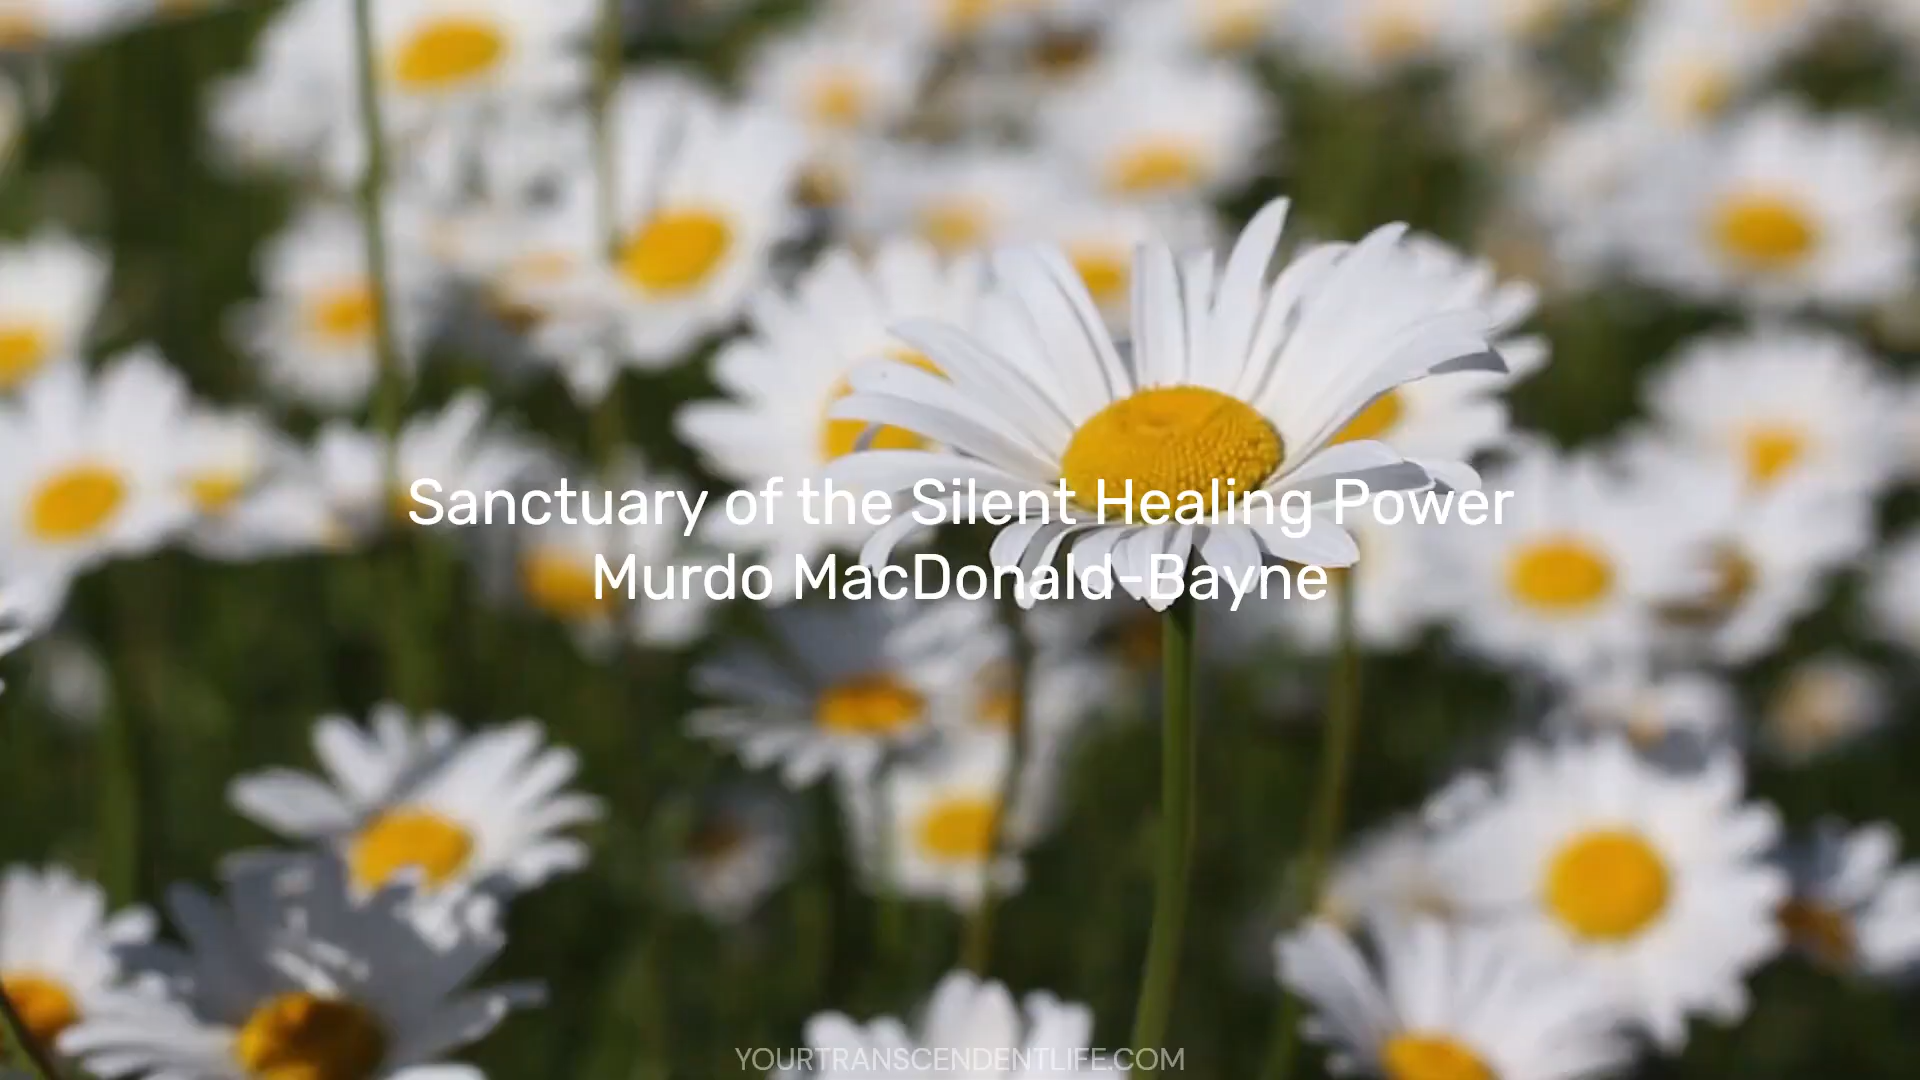 Sanctuary of the Silent Healing Power
Murdo MacDonald-Bayne
YOURTRANSCENDENTLIFE.COM